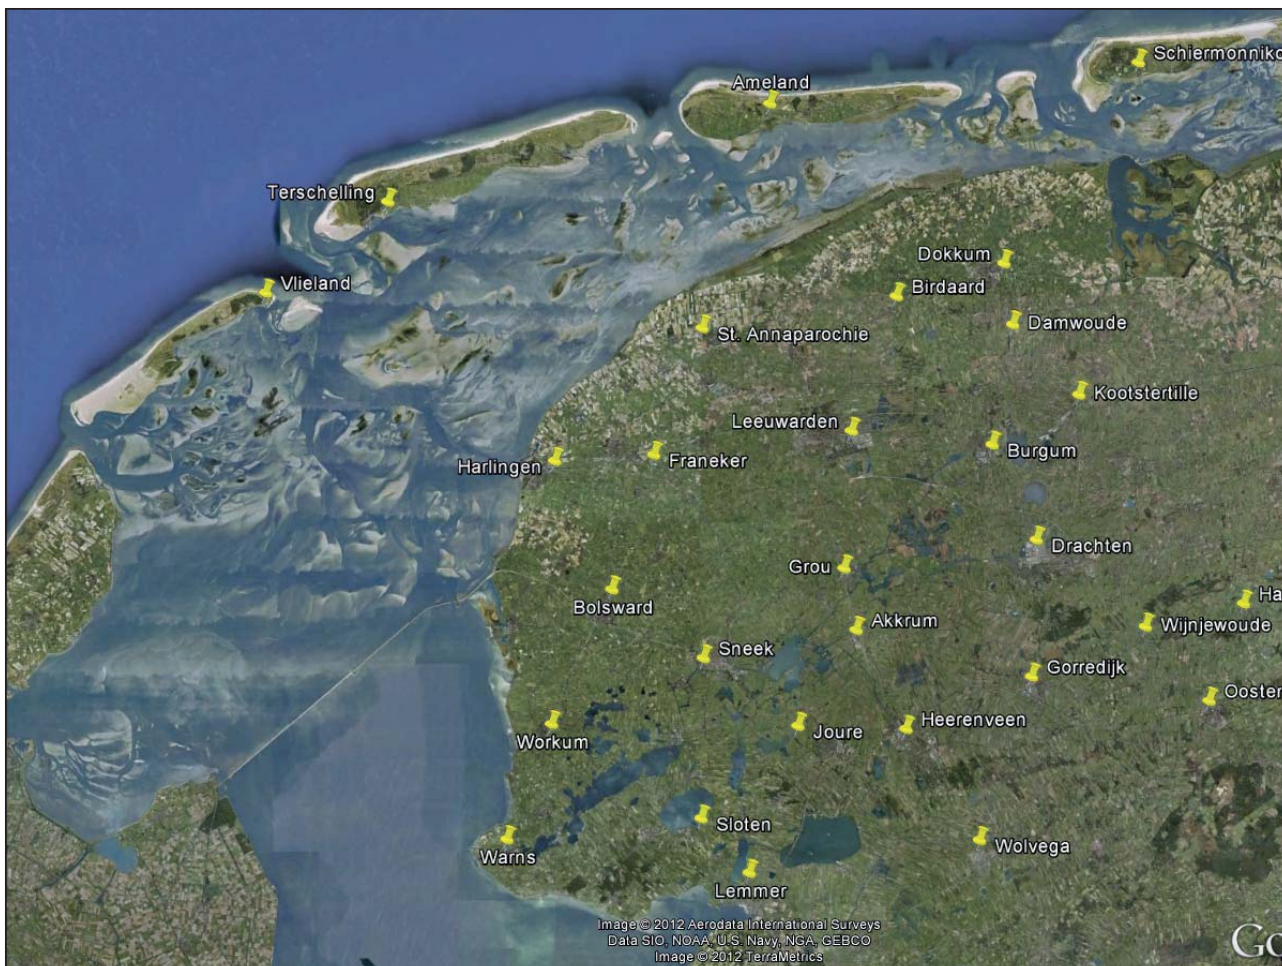 Schiermonniko
Ameland
Terschelling
Vlieland
Dokkum
Birdaard
St. Annaparochie
Damwoude
Kootstertille
Leeuwarden
Burgum
Harlingen
Franeker
Drachten
Grou
Ha
Bolsward
Akkrum
Wijnjewoude
Sneek
Gorredijk
Ooster
Workum
Joure
Heerenveen
Sloten
Warns
Wolvega
Lemmer
Image © 2012 Aerodata International Surveys
Data SIO, NOAA, U.S. Navy, NGA, GEBCO
Image © 2012 TerraMetrics
Go